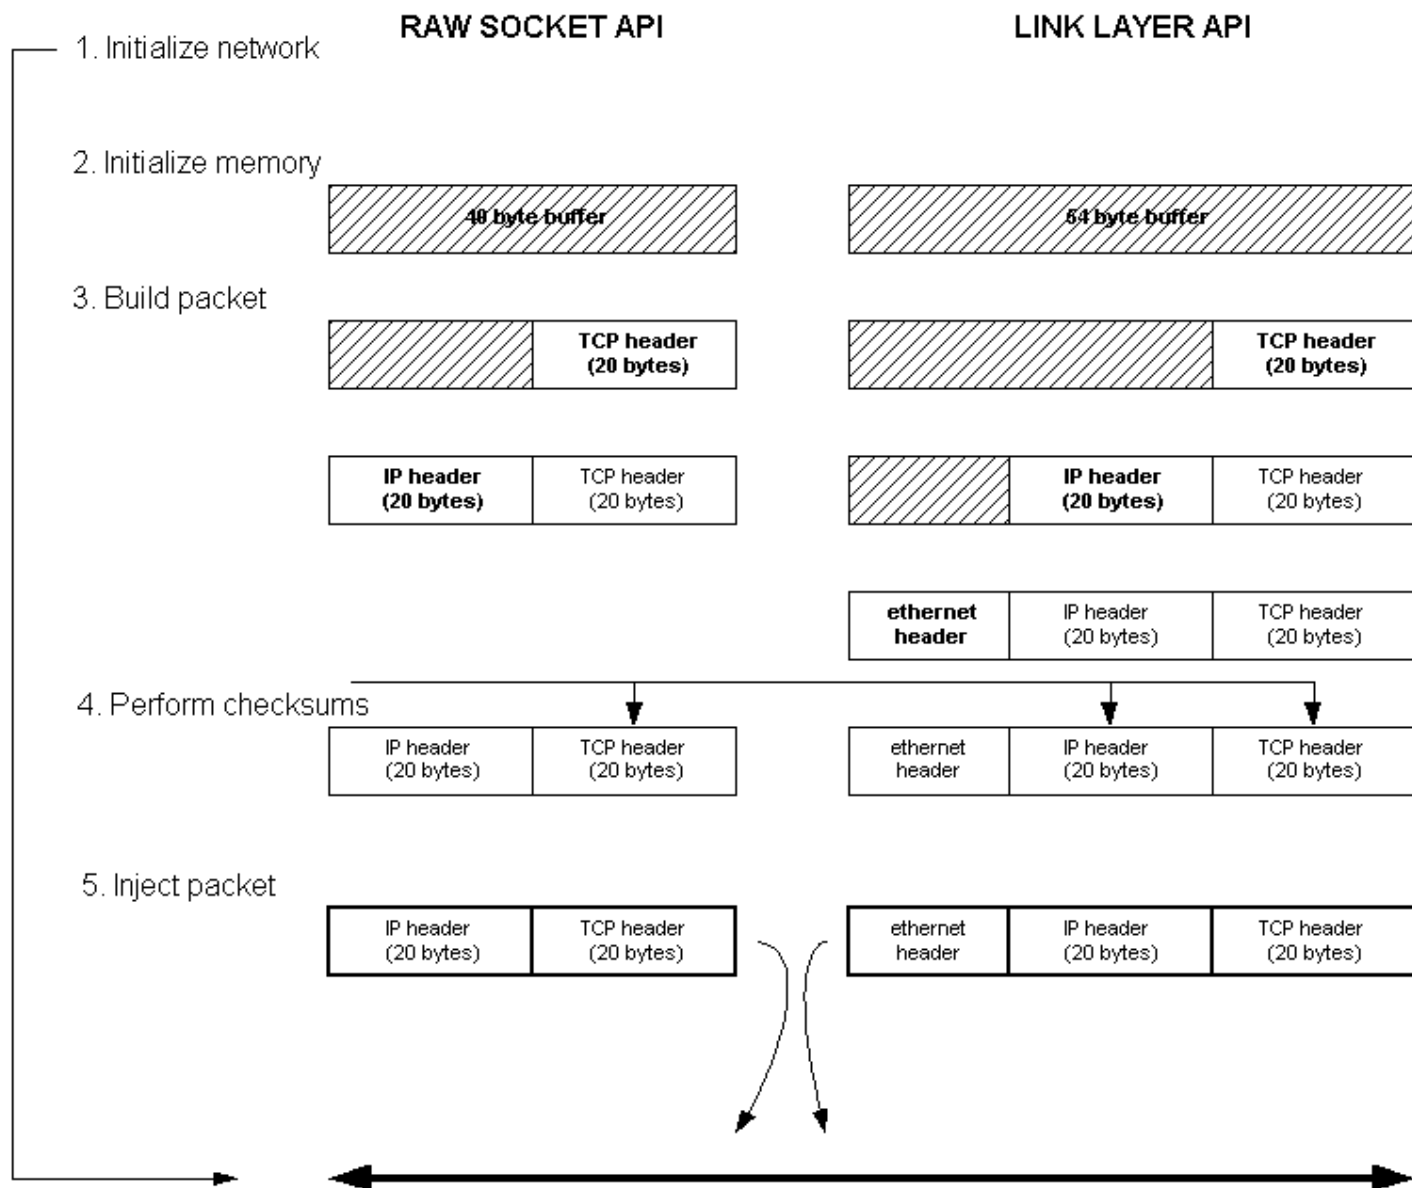 RAW SOCKET API
LINK LAYER API
1. Initialize network
2. Initialize memory
40 byte buffer
54 byte buffer
3. Build packet
TCP header
(20 bytes)
TCP header
(20 bytes)
IP header
(20 bytes)
TCP header
(20 bytes)
IP header
(20 bytes)
TCP header
(20 bytes)
ethernet
header
IP header
(20 bytes)
TCP header
(20 bytes)
4. Perform checksums
IP header
(20 bytes)
TCP header
(20 bytes)
ethernet
header
IP header
(20 bytes)
TCP header
(20 bytes)
5. Inject packet
IP header
(20 bytes)
TCP header
(20 bytes)
ethernet
header
IP header
(20 bytes)
TCP header
(20 bytes)